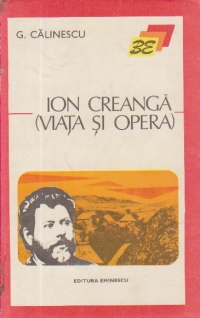 G. CĂLINESCU
BE
ION CREANGĂ
(VIAȚA ȘI OPERA)
EDITURA EMINESCU